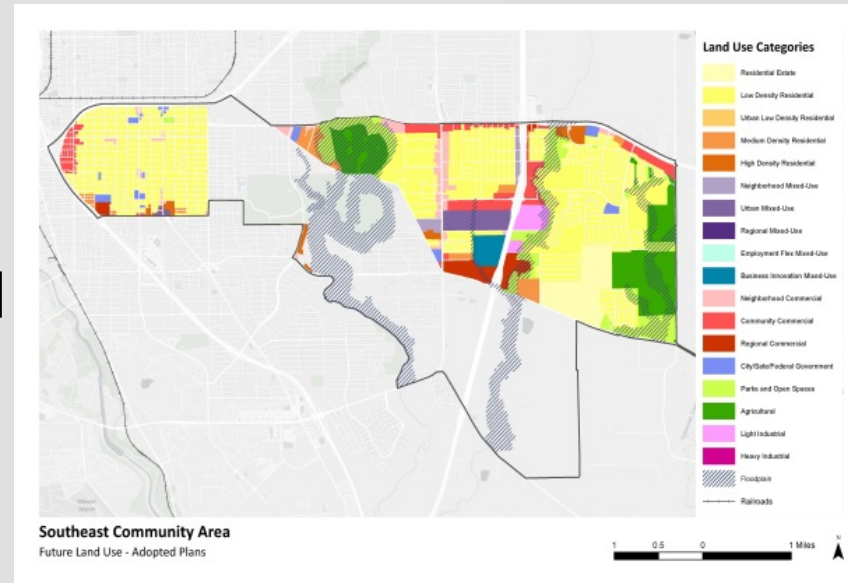 Land Use Categories
Residential Estate
Low Density Residential
Urban Low Density Residential
Medium Density Residential
High Density Residential
Neighborhood Mixed-Use
Urban Mixed-Use
Regional Mixed-Use
Employment Flex Mixed-Use
Business Innovation Mixed-Use
Neighborhood Commercial
Community Commercial
Regional Commercial
City/State/Federal Government
Parks and Open Spaces
Agricultural
Light Industrial
Heavy Industrial
Floodplain
Railroads
Southeast Community Area
Future Land Use - Adopted Plans
1 0.5 0 1 Miles
N